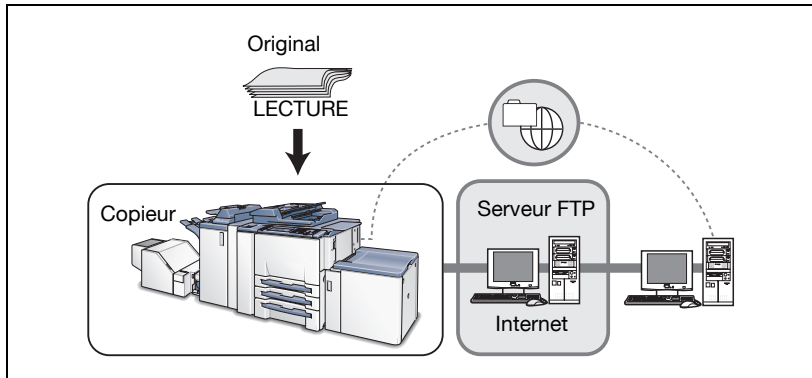 Original
LECTURE
Copieur
Serveur FTP
Internet